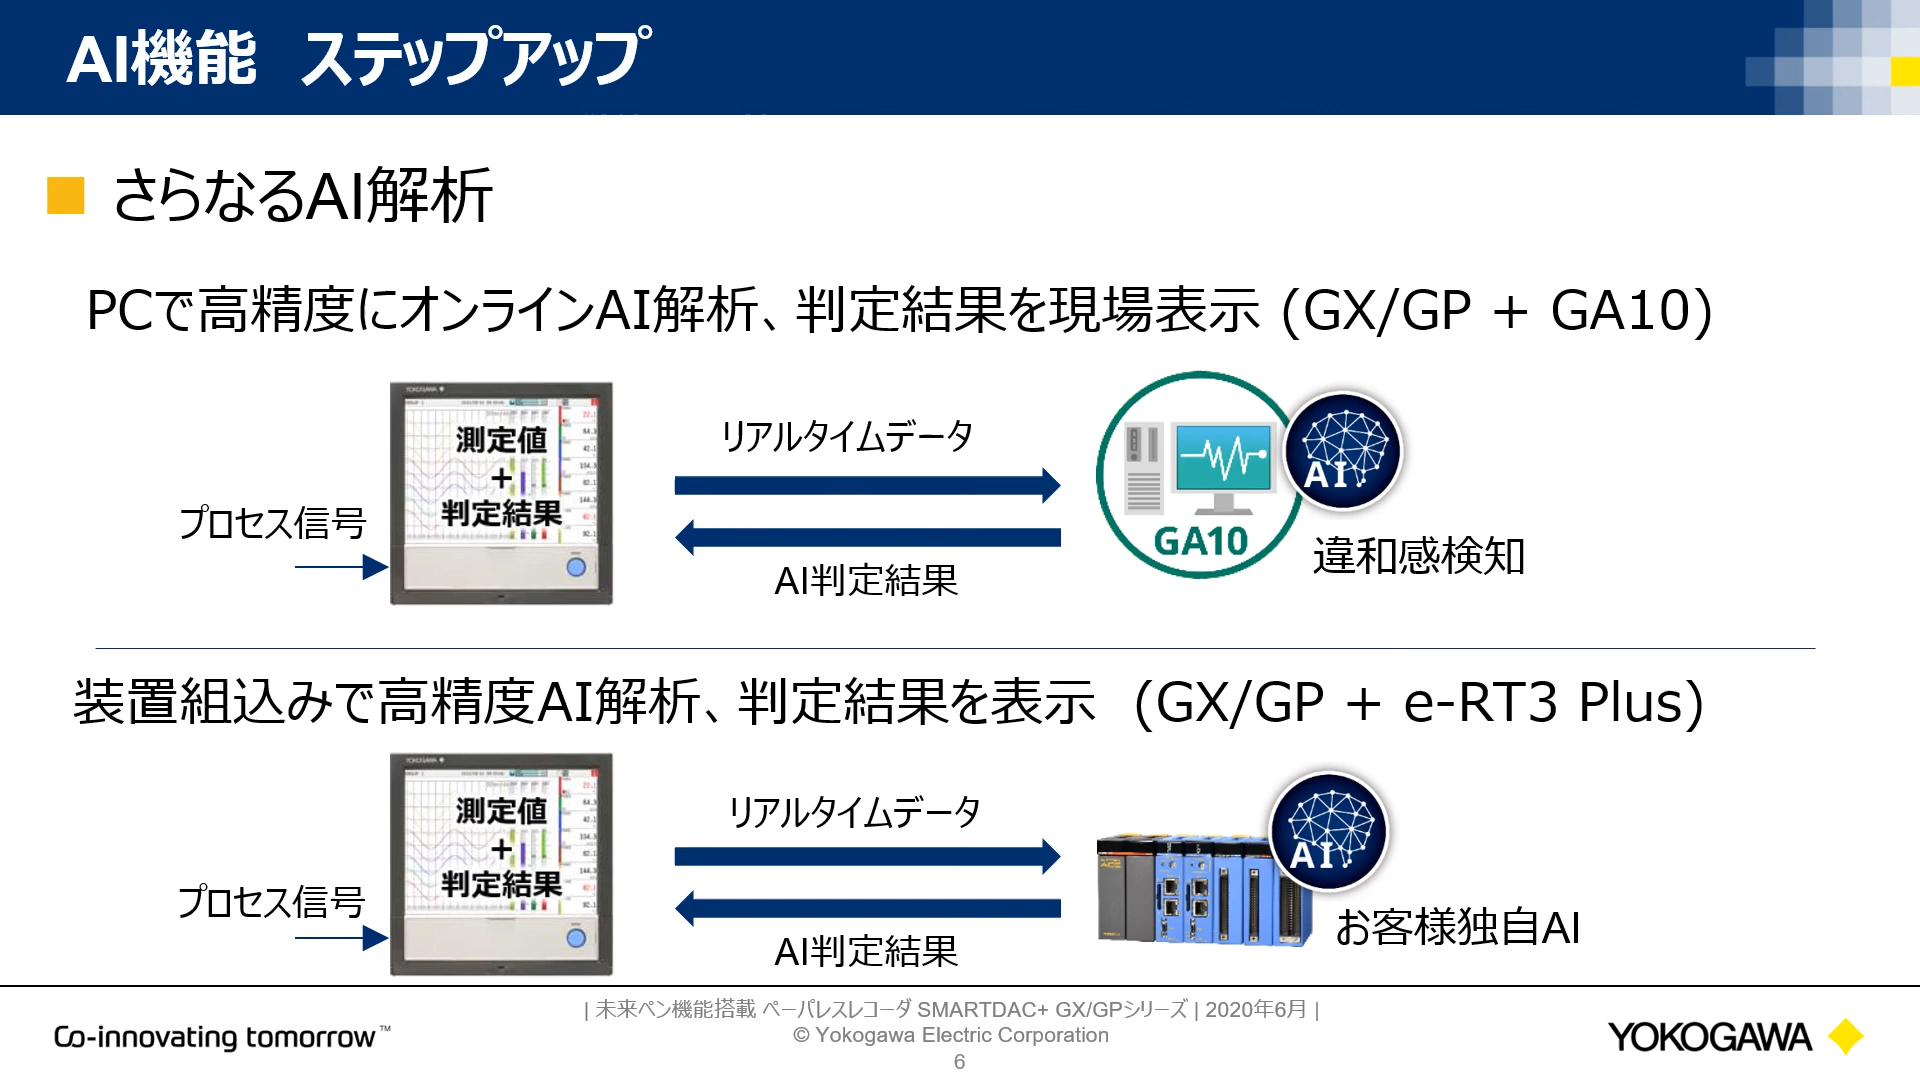 AI機能　ステップアップ
さらなるAI解析
PCで高精度にオンラインAI解析、判定結果を現場表示 (GX/GP + GA10)
YOKOGAWA
測定値
+
判定結果
プロセス信号
リアルタイムデータ
AI判定結果
GA10
AI
違和感検知
装置組込みで高精度AI解析、判定結果を表示 (GX/GP + e-RT3 Plus)
YOKOGAWA
測定値
+
判定結果
プロセス信号
リアルタイムデータ
AI判定結果
AI
お客様独自AI
| 未来ペン機能搭載 ペーパレスレコーダ SMARTDAC+ GX/GPシリーズ | 2020年6月 |
© Yokogawa Electric Corporation
6
Co-innovating tomorrow™
YOKOGAWA